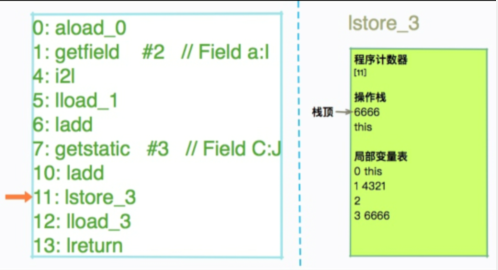 0: aload_0
1: getfield #2 // Field a:I
4: i2l
5: lload_1
6: ladd
7: getstatic #3 // Field C:J
10: ladd
11: lstore_3
12: lload_3
13: lreturn
lstore_3
程序计数器
[11]
操作栈
栈顶 6666
this
局部变量表
0 this
1 4321
2
3 6666